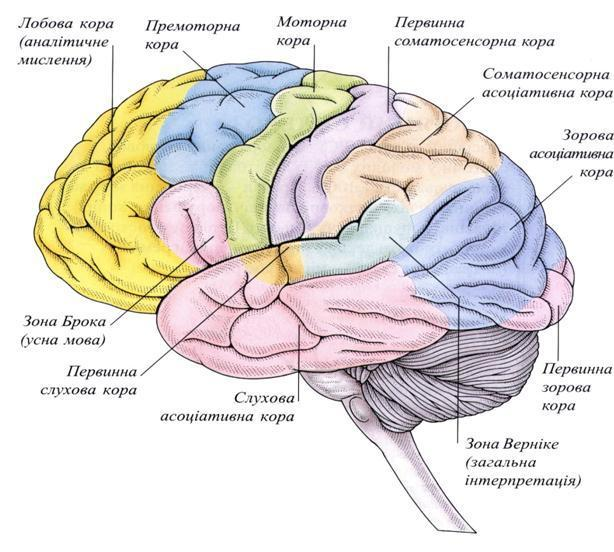 Лобова кора
(аналітичне
мислення)
Премоторна
кора
Моторна
кора
Первинна
соматосенсорна кора
Соматосенсорна
асоціативна кора
Зорова
асоціативна
кора
Зона Брока
(усна мова)
Первинна
слухова кора
Слухова
асоціативна кора
Первинна
зорова
кора
Зона Верніке
(загальна
інтерпретація)